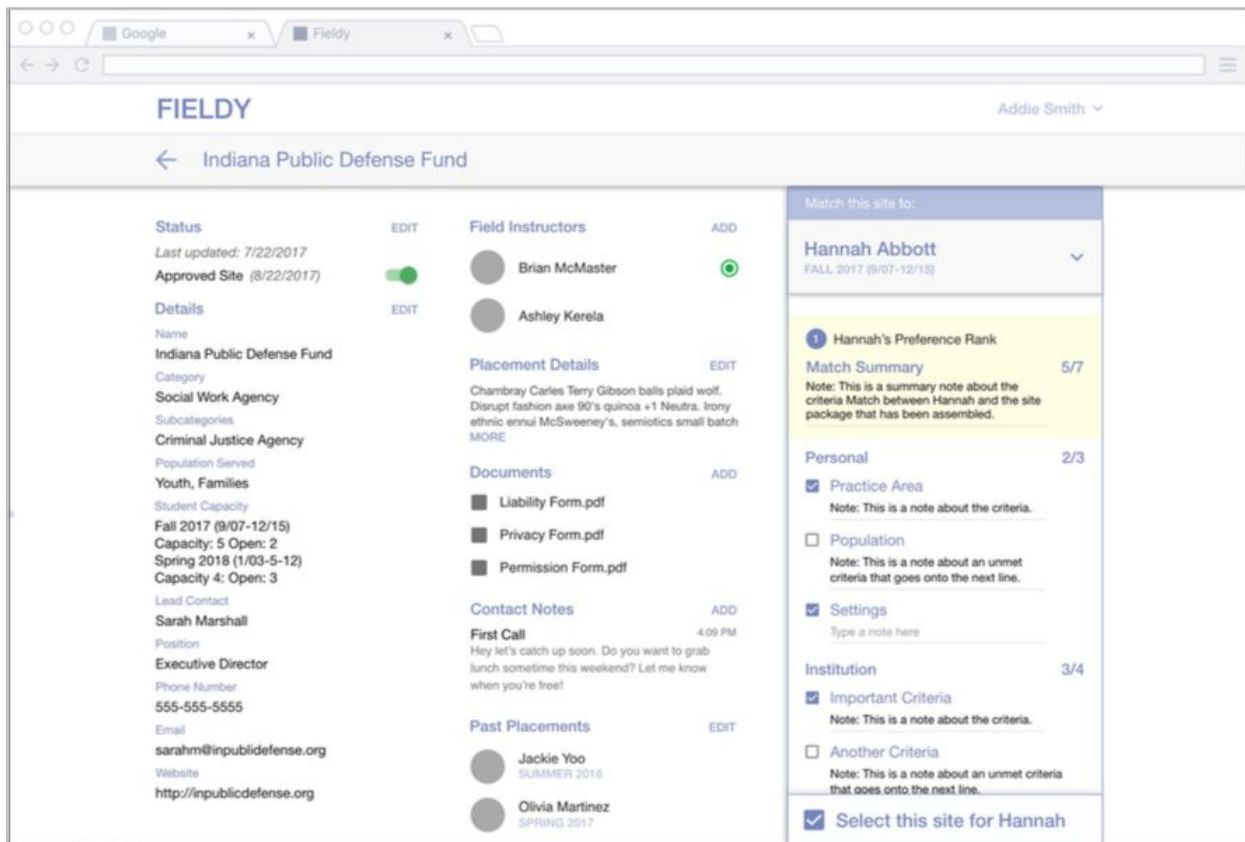 Google
Fieldy
FIELDY
Addie Smith
Indiana Public Defense Fund
Status EDIT
Last updated: 7/22/2017
Approved Site (8/22/2017)
Details EDIT
Name
Indiana Public Defense Fund
Category
Social Work Agency
Subcategories
Criminal Justice Agency
Population Served
Youth, Families
Student Capacity
Fall 2017 (9/07-12/15)
Capacity: 5 Open: 2
Spring 2018 (1/03-5-12)
Capacity 4: Open: 3
Lead Contact
Sarah Marshall
Position
Executive Director
Phone Number
555-555-5555
Email
sarahm@inpublidefense.org
Website
http://inpublicdefense.org
Field Instructors ADD
Brian McMaster
Ashley Kerela
Placement Details EDIT
Chambray Carles Terry Gibson balls plaid wolf.
Disrupt fashion axe 90's quinoa +1 Neutra. Irony
ethnic ennui McSweeney's, semiotics small batch
MORE
Documents ADD
Liability Form.pdf
Privacy Form.pdf
Permission Form.pdf
Contact Notes ADD
First Call 4:09 PM
Hey let's catch up soon. Do you want to grab
lunch sometime this weekend? Let me know
when you're free!
Past Placements EDIT
Jackie Yoo
SUMMER 2016
Olivia Martinez
SPRING 2017
Match this site to:
Hannah Abbott
FALL 2017 (9/07-12/15)
1 Hannah's Preference Rank
Match Summary 5/7
Note: This is a summary note about the
criteria Match between Hannah and the site
package that has been assembled.
Personal 2/3
Practice Area
Note: This is a note about the criteria.
Population
Note: This is a note about an unmet
criteria that goes onto the next line.
Settings
Type a note here
Institution 3/4
Important Criteria
Note: This is a note about the criteria.
Another Criteria
Note: This is a note about an unmet criteria
that goes onto the next line.
Select this site for Hannah